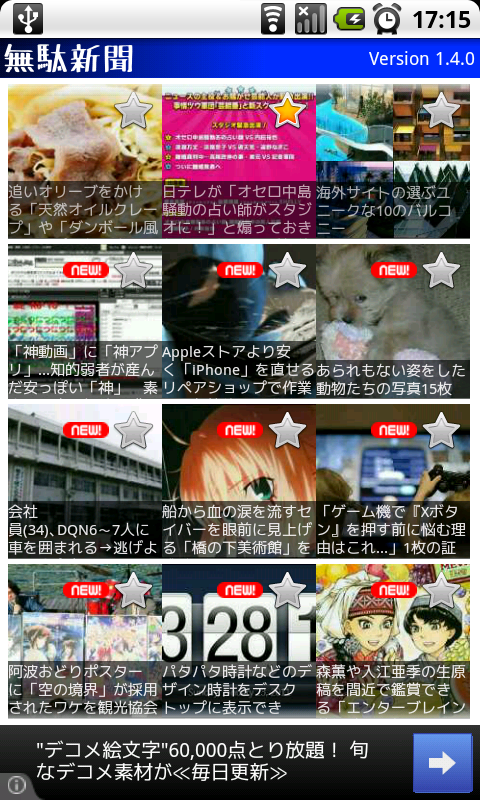 17:15
無駄新聞
Version 1.4.0
追いオリーブをかけ
る「天然オイルクレー
プ」や「ダンボール風
日テレが「オセロ中島
騒動の占い師がスタジ
オに！」と煽っておき
海外サイトの選ぶユ
ニークな10のバルコ
ニー
NEW!
「神動画」に「神アプ
リ」…知的弱者が産ん
だ安っぽい「神」　素
NEW!
Appleストアより安
く「iPhone」を直せる
リペアショップで作業
NEW!
あられもない姿をした
動物たちの写真15枚
NEW!
会社
員(34)､DQN6～7人に
車を囲まれる→逃げよ
NEW!
船から血の涙を流すセ
イバーを眼前に見上げ
る「橋の下美術館」を
NEW!
「ゲーム機で『Xボタ
ン』を押す前に悩む理
由はこれ…」1枚の証
NEW!
阿波おどりポスター
に「空の境界」が採用
されたワケを観光協会
NEW!
3 28 1
パタパタ時計などのデ
ザイン時計をデスク
トップに表示でき
NEW!
森薫や入江亜季の生原
稿を間近で鑑賞でき
る「エンターブレイン
"デコメ絵文字"60,000点とり放題！ 旬
なデコメ素材が≪毎日更新≫